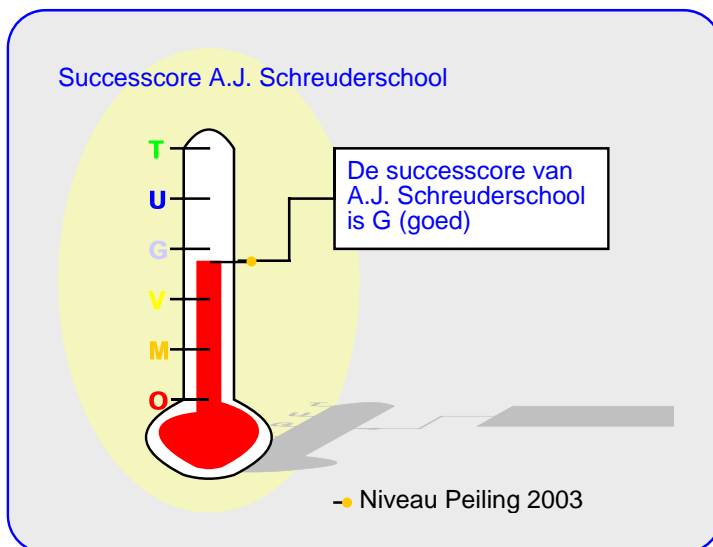 Successcore A.J. Schreuderschool
T
De successcore van
A.J. Schreuderschool
is G (goed)
U
G
V
M
O
Niveau Peiling 2003